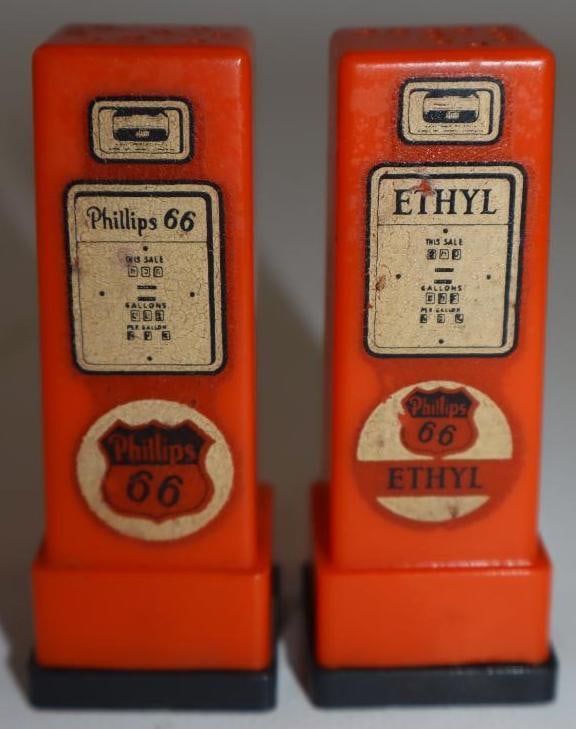 Phillips 66
THIS SALE
GALLONS
PER GALLON
Phillips
66
ETHYL
THIS SALE
GALLONS
PER GALLON
Phillips
66
ETHYL